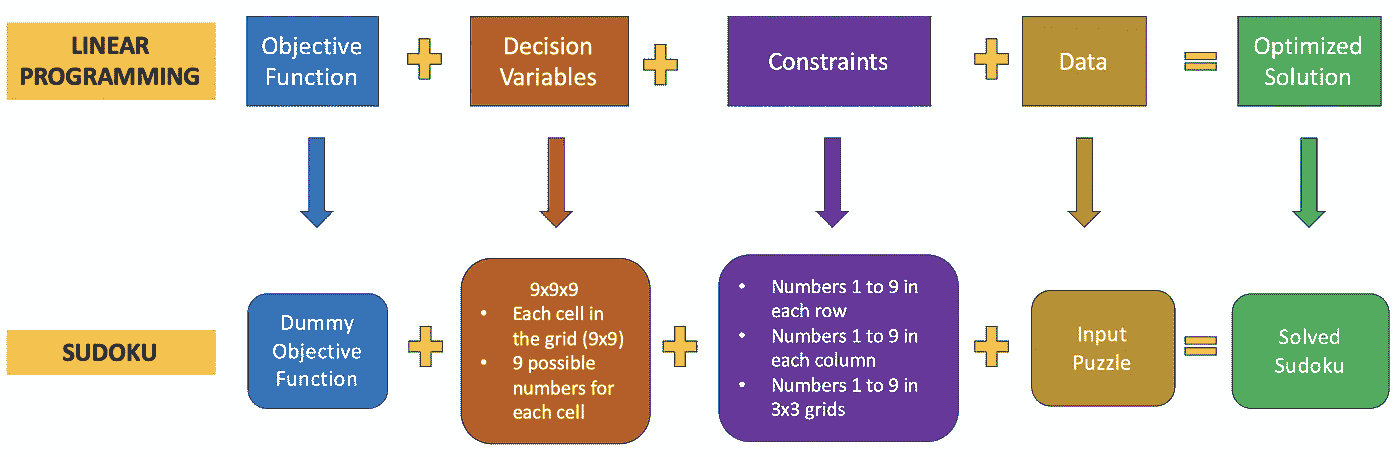 LINEAR
PROGRAMMING
Objective
Function
+
Decision
Variables
+
Constraints
+
Data
=
Optimized
Solution
SUDOKU
Dummy
Objective
Function
+
9x9x9
• Each cell in
the grid (9x9)
• 9 possible
numbers for
each cell
+
• Numbers 1 to 9 in
each row
• Numbers 1 to 9 in
each column
• Numbers 1 to 9 in
3x3 grids
+
Input
Puzzle
=
Solved
Sudoku